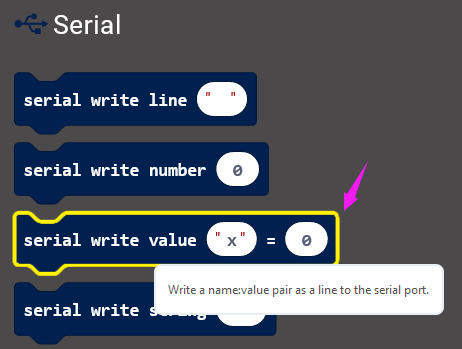 Serial
serial write line " "
serial write number 0
serial write value "x" = 0
Write a name:value pair as a line to the serial port.
serial write string